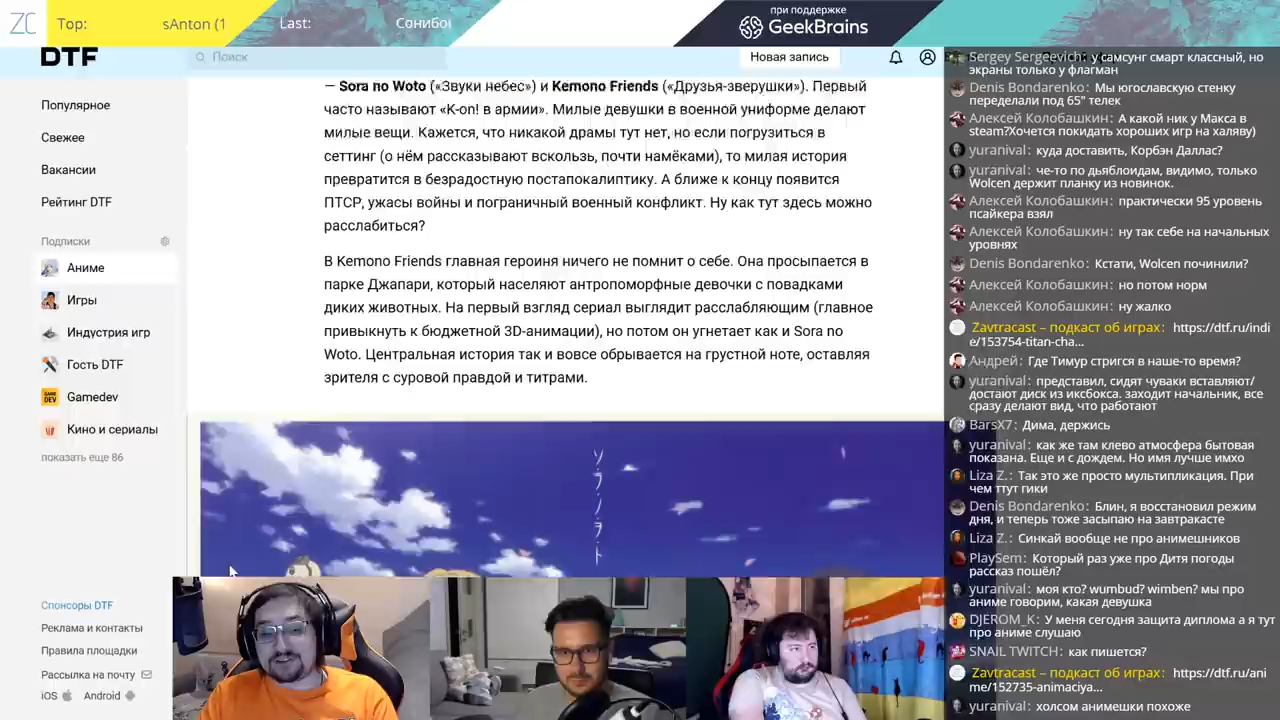 ZC
Top: sAnton (1
Last: Сонибо
при поддержке
GeekBrains
DTF
Поиск
Новая запись
Популярное
Свежее
Вакансии
Рейтинг DTF
Подписки
Аниме
Игры
Индустрия игр
Гость DTF
Gamedev
Кино и сериалы
показать еще 86
Спонсоры DTF
Реклама и контакты
Правила площадки
Рассылка на почту
iOS Android
— Sora no Woto («Звуки небес») и Kemono Friends («Друзья-зверушки»). Первый
часто называют «K-on! в армии». Милые девушки в военной униформе делают
милые вещи. Кажется, что никакой драмы тут нет, но если погрузиться в
сеттинг (о нём рассказывают вскользь, почти намёками), то милая история
превратится в безрадостную постапокалиптику. А ближе к концу появится
ПТСР, ужасы войны и пограничный военный конфликт. Ну как тут здесь можно
расслабиться?
В Kemono Friends главная героиня ничего не помнит о себе. Она просыпается в
парке Джапари, который населяют антропоморфные девочки с повадками
диких животных. На первый взгляд сериал выглядит расслабляющим (главное
привыкнуть к бюджетной 3D-анимации), но потом он угнетает как и Sora no
Woto. Центральная история так и вовсе обрывается на грустной ноте, оставляя
зрителя с суровой правдой и титрами.
ソ・ラ・ノ・ヲ・ト
Sergey Sergeevich: у самсунг смарт классный, но
экраны только у флагман
Denis Bondarenko: Мы югославскую стенку
переделали под 65" телек
Алексей Колобашкин: А какой ник у Макса в
steam?Хочется покидать хороших игр на халяву)
yuranival: куда доставить, Корбэн Даллас?
yuranival: че-то по дьяблоидам, видимо, только
Wolcen держит планку из новинок.
Алексей Колобашкин: практически 95 уровень
псайкера взял
Алексей Колобашкин: ну так себе на начальных
уровнях
Denis Bondarenko: Кстати, Wolcen починили?
Алексей Колобашкин: но потом норм
Алексей Колобашкин: ну жалко
Zavtracast – подкаст об играх: https://dtf.ru/indi
e/153754-titan-cha...
Андрей: Где Тимур стригся в наше-то время?
yuranival: представил, сидят чуваки вставляют/
достают диск из иксбокса. заходит начальник, все
сразу делают вид, что работают
BarsX7: Дима, держись
yuranival: как же там клево атмосфера бытовая
показана. Еще и с дождем. Но имя лучше имхо
Liza Z.: Так это же просто мультипликация. При
чем ттут гики
Denis Bondarenko: Блин, я восстановил режим
дня, и теперь тоже засыпаю на завтракасте
Liza Z.: Синкай вообще не про анимешников
PlaySem: Который раз уже про Дитя погоды
рассказ пошёл?
yuranival: моя кто? wumbud? wimben? мы про
аниме говорим, какая девушка
DJEROM_K: У меня сегодня защита диплома а я тут
про аниме слушаю
SNAIL TWITCH: как пишется?
Zavtracast – подкаст об играх: https://dtf.ru/ani
me/152735-animaciya...
yuranival: холсом анимешки похоже